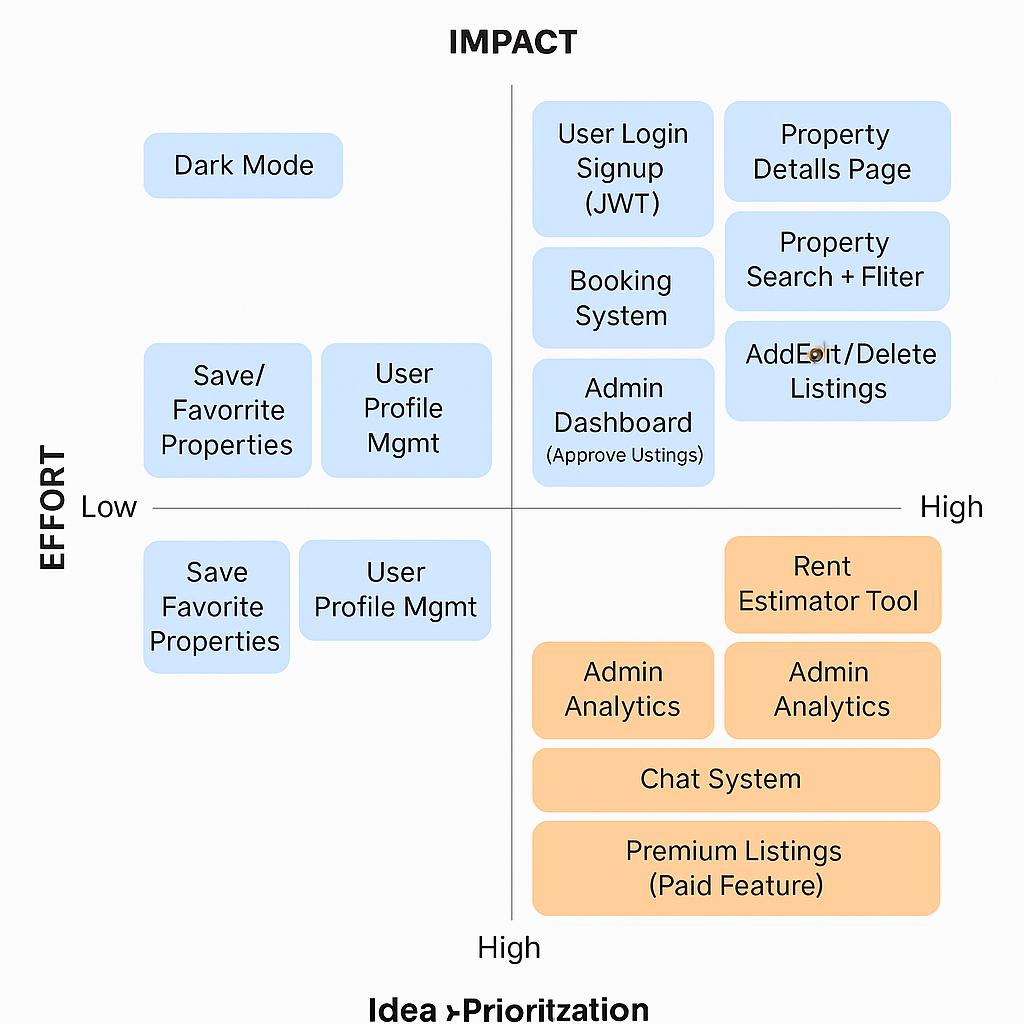 IMPACT
Dark Mode
User Login
Signup
(JWT)
Property
Detalls Page
Booking
System
Property
Search + Fliter
Save/
Favorrite
Properties
User
Profile
Mgmt
Admin
Dashboard
(Approve Ustings)
/Delete
Listings
EFFORT
Low
High
Save
Favorite
Properties
User
Profile Mgmt
Rent
Estimator Tool
Admin
Analytics
Admin
Analytics
Chat System
Premium Listings
(Paid Feature)
High
Idea Prioritzation